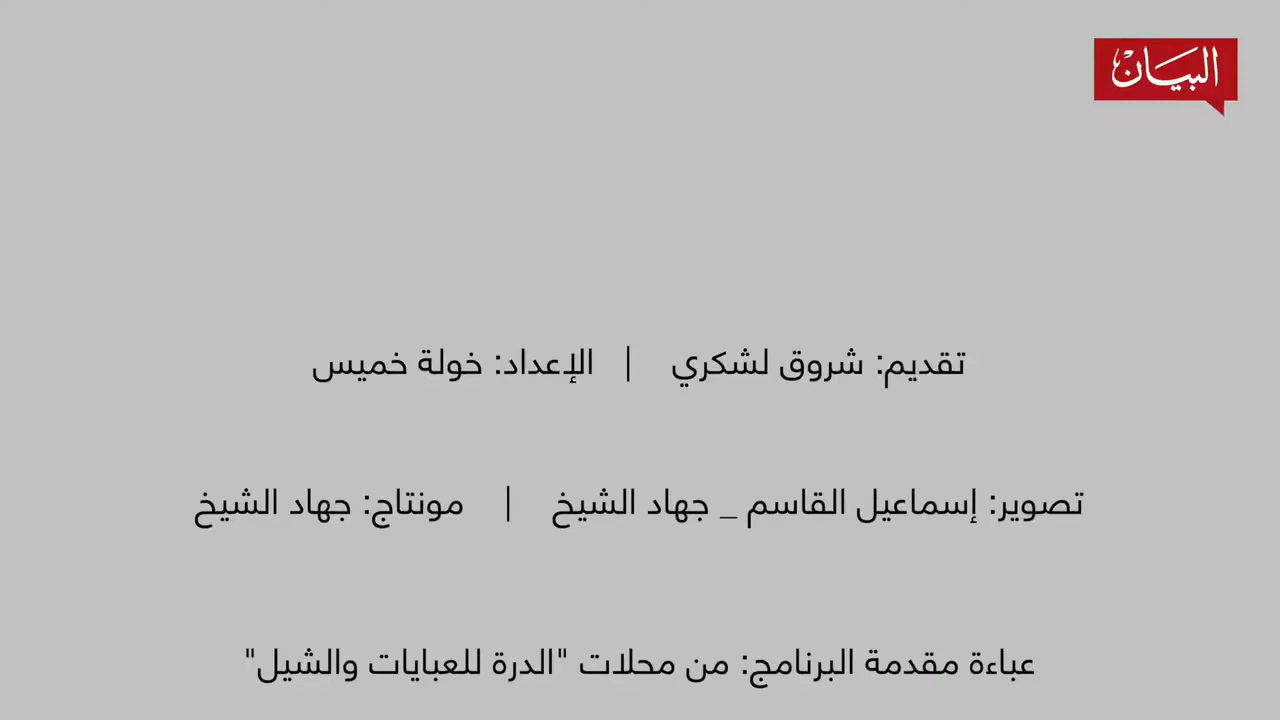 البيان
تقديم: شروق لشكري | الإعداد: خولة خميس
تصوير: إسماعيل القاسم _ جهاد الشيخ | مونتاج: جهاد الشيخ
عباءة مقدمة البرنامج: من محلات "الدرة للعبايات والشيل"